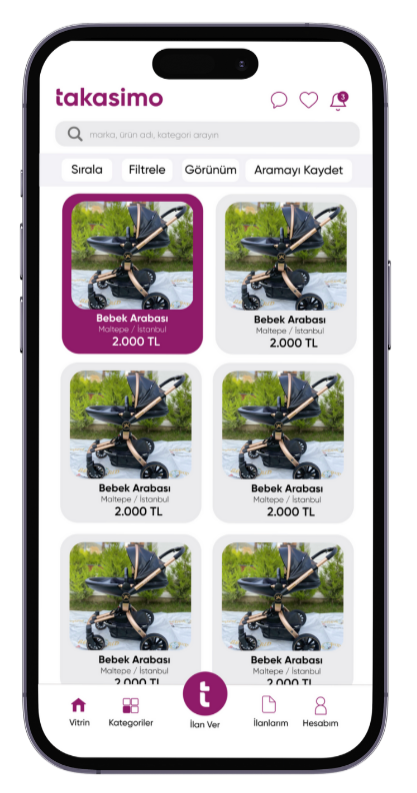 takasimo
3
marka, ürün adı, kategori arayın
Sırala Filtrele Görünüm Aramayı Kaydet
Bebek Arabası
Maltepe / İstanbul
2.000 TL
Bebek Arabası
Maltepe / İstanbul
2.000 TL
Bebek Arabası
Maltepe / İstanbul
2.000 TL
Bebek Arabası
Maltepe / İstanbul
2.000 TL
Bebek Arabası
Maltepe / İstanbul
2.000 TL
Bebek Arabası
Maltepe / İstanbul
2.000 TL
t
Vitrin Kategoriler İlan Ver İlanlarım Hesabım